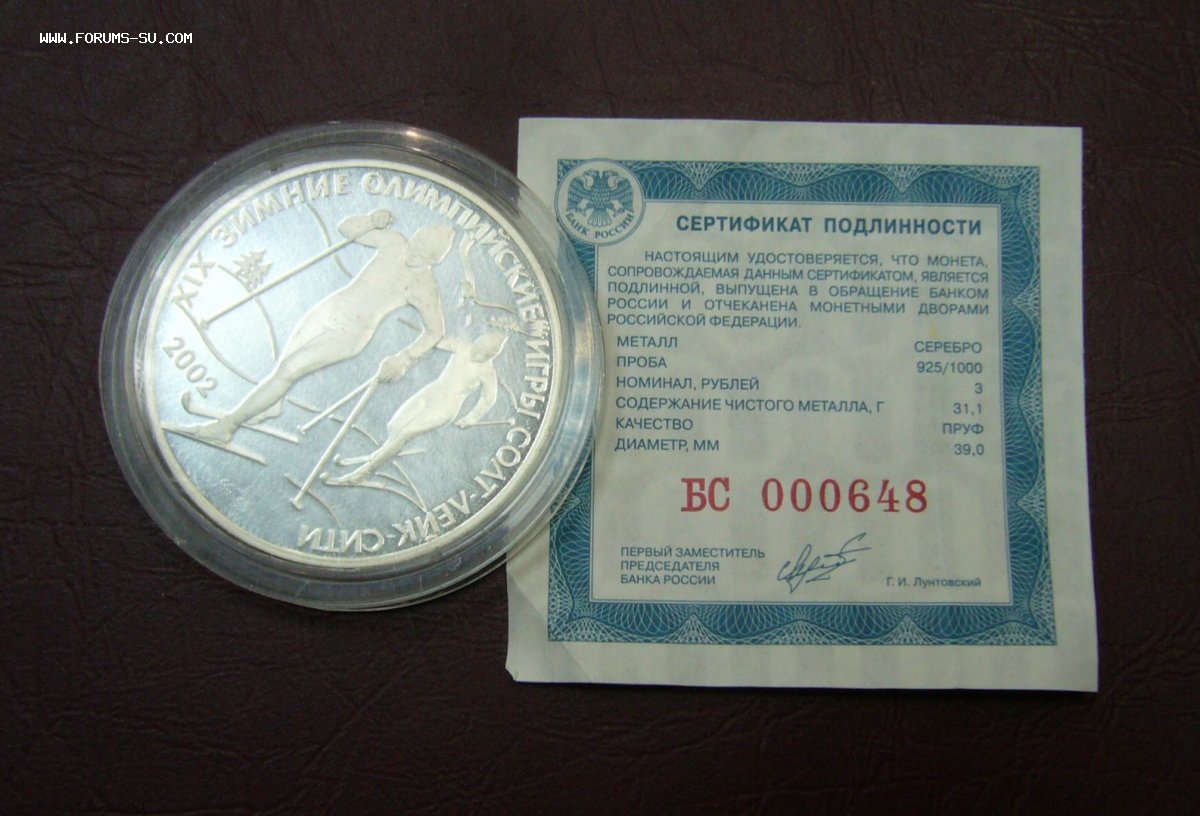 www.forums-su.com
XIX ЗИМНИЕ ОЛИМПИЙСКИЕ ИГРЫ·СОЛТ-ЛЕЙК-СИТИ
2002
БАНК РОССИИ
СЕРТИФИКАТ ПОДЛИННОСТИ
НАСТОЯЩИМ УДОСТОВЕРЯЕТСЯ, ЧТО МОНЕТА,
СОПРОВОЖДАЕМАЯ ДАННЫМ СЕРТИФИКАТОМ, ЯВЛЯЕТСЯ
ПОДЛИННОЙ, ВЫПУЩЕНА В ОБРАЩЕНИЕ БАНКОМ
РОССИИ И ОТЧЕКАНЕНА МОНЕТНЫМИ ДВОРАМИ
РОССИЙСКОЙ ФЕДЕРАЦИИ.
МЕТАЛЛ СЕРЕБРО
ПРОБА 925/1000
НОМИНАЛ, РУБЛЕЙ 3
СОДЕРЖАНИЕ ЧИСТОГО МЕТАЛЛА, Г 31,1
КАЧЕСТВО ПРУФ
ДИАМЕТР, ММ 39,0
БС 000648
ПЕРВЫЙ ЗАМЕСТИТЕЛЬ
ПРЕДСЕДАТЕЛЯ
БАНКА РОССИИ Г. И. Лунтовский